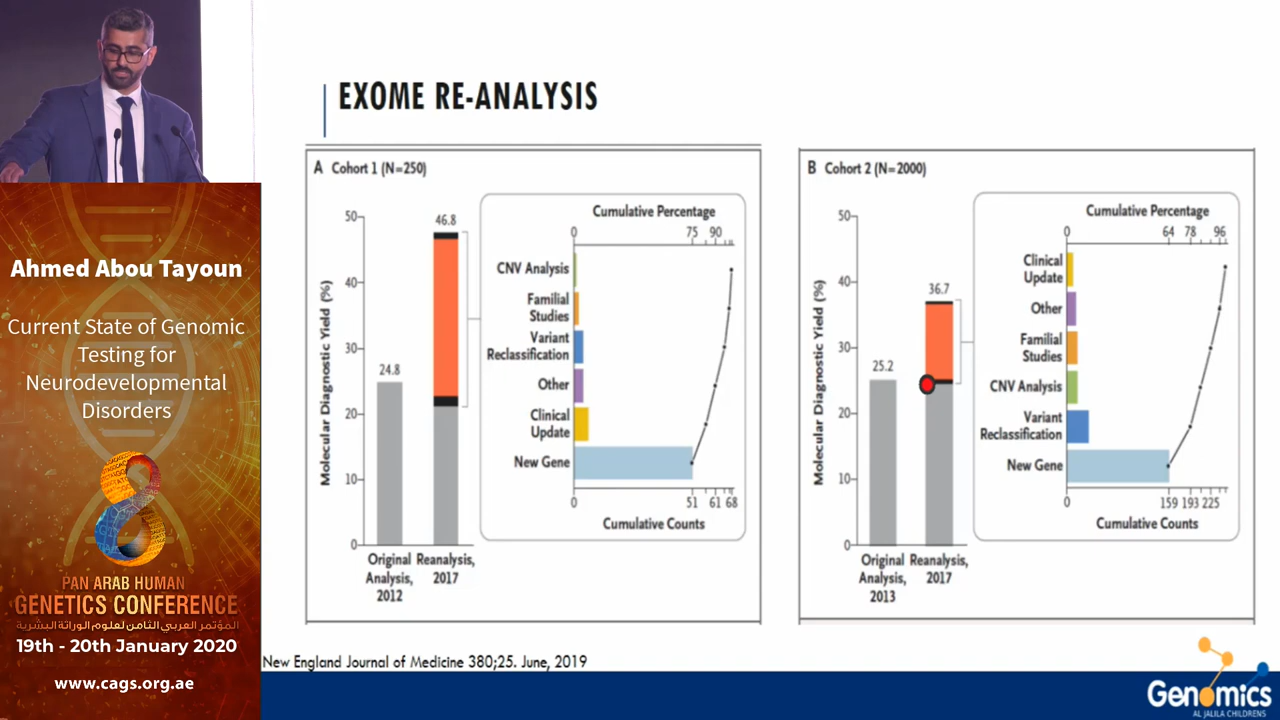 EXOME RE-ANALYSIS
A Cohort 1 (N=250)
Molecular Diagnostic Yield (%)
50
40
30
20
10
0
24.8
46.8
Original Analysis, 2012
Reanalysis, 2017
Cumulative Percentage
0 75 90
CNV Analysis
Familial Studies
Variant Reclassification
Other
Clinical Update
New Gene
0 51 61 68
Cumulative Counts
B Cohort 2 (N=2000)
Molecular Diagnostic Yield (%)
50
40
30
20
10
0
25.2
36.7
Original Analysis, 2013
Reanalysis, 2017
Cumulative Percentage
0 64 78 96
Clinical Update
Other
Familial Studies
CNV Analysis
Variant Reclassification
New Gene
0 159 193 225
Cumulative Counts
New England Journal of Medicine 380;25. June, 2019
Genomics
AL JALILA CHILDRENS
Ahmed Abou Tayoun
Current State of Genomic
Testing for
Neurodevelopmental
Disorders
PAN ARAB HUMAN
GENETICS CONFERENCE
المؤتمر العربي الثامن لعلوم الوراثة البشرية
19th - 20th January 2020
www.cags.org.ae